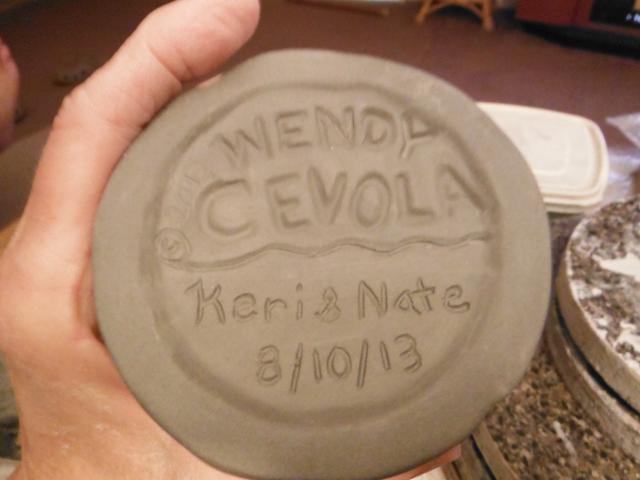 WENDY
CEVOLA
Keri & Nate
8/10/13